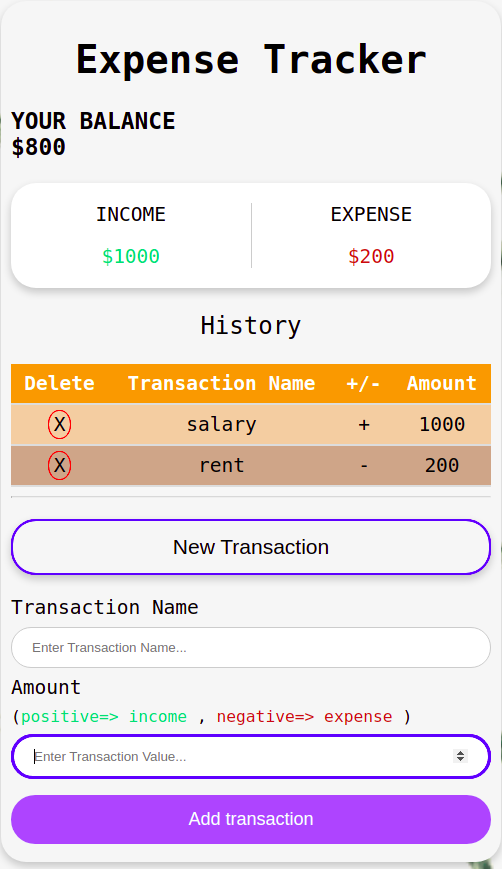 Expense Tracker
YOUR BALANCE
$800
INCOME EXPENSE
$1000 $200
History
Delete Transaction Name +/- Amount
X salary + 1000
X rent - 200
New Transaction
Transaction Name
Enter Transaction Name...
Amount
(positive=> income , negative=> expense )
Enter Transaction Value...
Add transaction